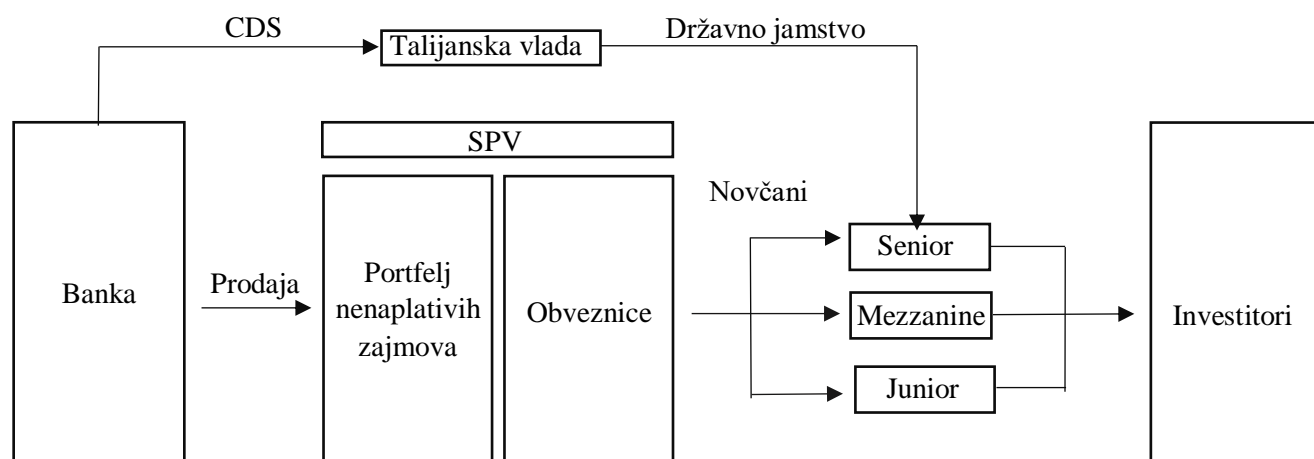 CDS
Talijanska vlada
Državno jamstvo
SPV
Banka
Prodaja
Portfelj
nenaplativih
zajmova
Obveznice
Novčani
Senior
Mezzanine
Junior
Investitori